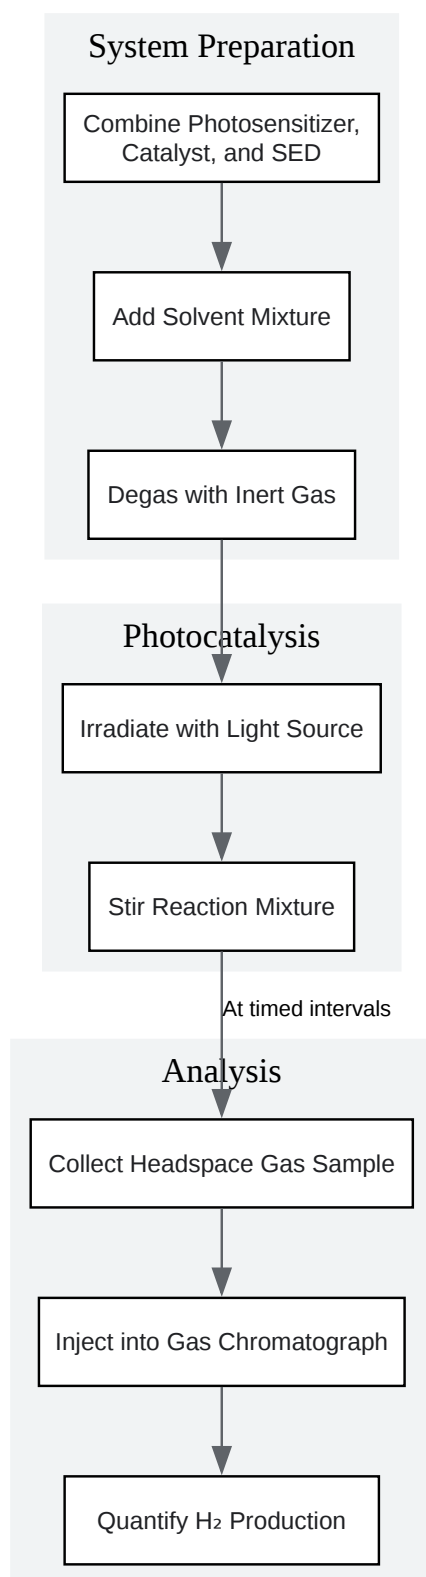 System Preparation
Combine Photosensitizer,
Catalyst, and SED
Add Solvent Mixture
Degas with Inert Gas
Photocatalysis
Irradiate with Light Source
Stir Reaction Mixture
At timed intervals
Analysis
Collect Headspace Gas Sample
Inject into Gas Chromatograph
Quantify H₂ Production